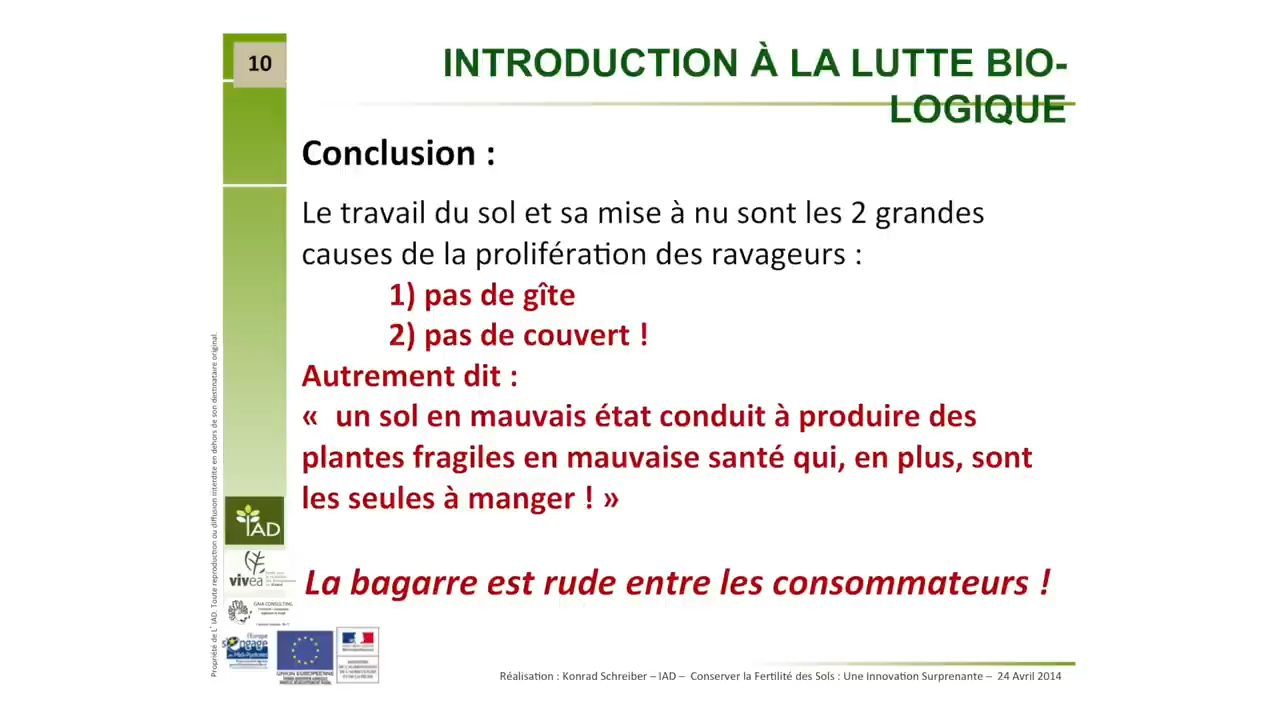 10
INTRODUCTION À LA LUTTE BIO-
LOGIQUE
Conclusion :
Le travail du sol et sa mise à nu sont les 2 grandes
causes de la prolifération des ravageurs :
1) pas de gîte
2) pas de couvert !
Autrement dit :
«  un sol en mauvais état conduit à produire des
plantes fragiles en mauvaise santé qui, en plus, sont
les seules à manger ! »
La bagarre est rude entre les consommateurs !
Propriété de L' IAD. Toute reproduction ou diffusion interdite en dehors de son destinataire original.
IAD
vivea
GAIA CONSULTING
l'Europe
s'engage
UNION EUROPÉENNE
Réalisation : Konrad Schreiber – IAD – Conserver la Fertilité des Sols : Une Innovation Surprenante – 24 Avril 2014